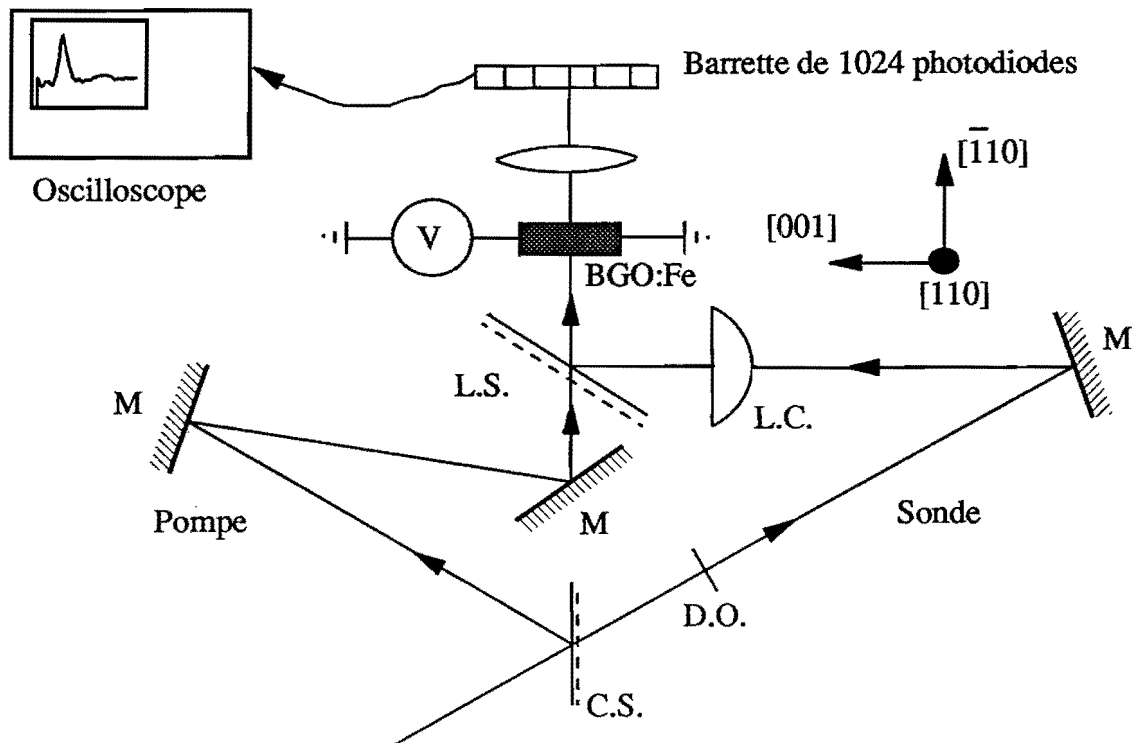 Barrette de 1024 photodiodes
Oscilloscope
[1̅10]
V
[001]
BGO:Fe
[110]
M
L.S.
M
L.C.
Pompe
M
Sonde
D.O.
C.S.